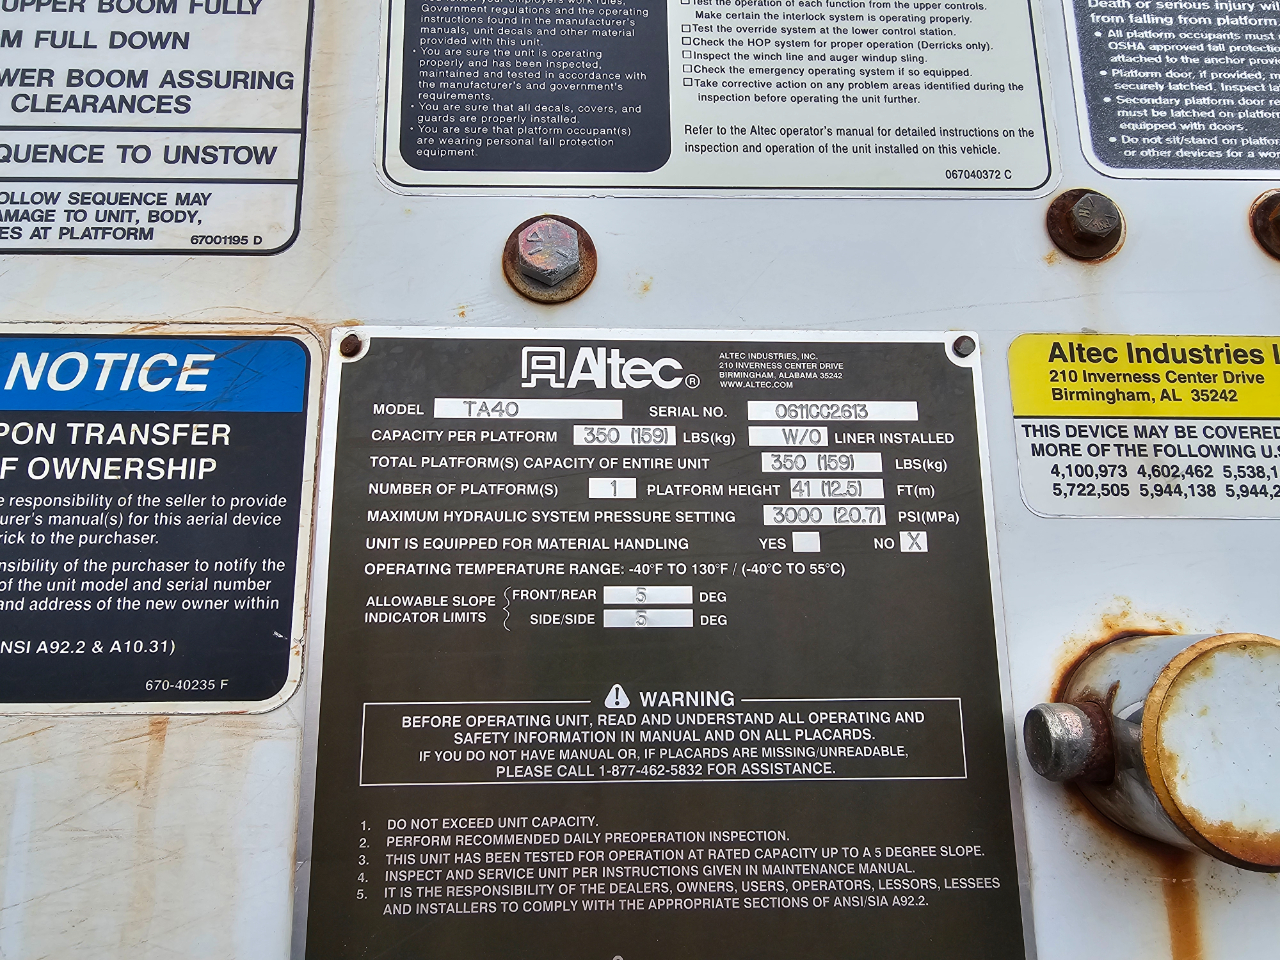 UPPER BOOM FULLY
M FULL DOWN
WER BOOM ASSURING
CLEARANCES
QUENCE TO UNSTOW
OLLOW SEQUENCE MAY
AMAGE TO UNIT, BODY,
ES AT PLATFORM
67001195 D
Government regulations and the operating
instructions found in the manufacturer's
manuals, unit decals and other material
provided with this unit.
• You are sure the unit is operating
properly and has been inspected,
maintained and tested in accordance with
the manufacturer's and government's
requirements.
• You are sure that all decals, covers, and
guards are properly installed.
• You are sure that platform occupant(s)
are wearing personal fall protection
equipment.
☐ Test the operation of each function from the upper controls.
Make certain the interlock system is operating properly.
☐ Test the override system at the lower control station.
☐ Check the HOP system for proper operation (Derricks only).
☐ Inspect the winch line and auger windup sling.
☐ Check the emergency operating system if so equipped.
☐ Take corrective action on any problem areas identified during the
inspection before operating the unit further.
Refer to the Altec operator's manual for detailed instructions on the
inspection and operation of the unit installed on this vehicle.
067040372 C
Death or serious injury wil
from falling from platform
• All platform occupants must
OSHA approved fall protectio
attached to the anchor provi
• Platform door, if provided, m
securely latched. Inspect la
• Secondary platform door re
must be latched on platform
equipped with doors.
• Do not sit/stand on platfor
or other devices for a wor
NOTICE
PON TRANSFER
F OWNERSHIP
e responsibility of the seller to provide
urer's manual(s) for this aerial device
rick to the purchaser.
nsibility of the purchaser to notify the
of the unit model and serial number
and address of the new owner within
NSI A92.2 & A10.31)
670-40235 F
Altec®
ALTEC INDUSTRIES, INC.
210 INVERNESS CENTER DRIVE
BIRMINGHAM, ALABAMA 35242
WWW.ALTEC.COM
MODEL TA40 SERIAL NO. 0611CC2613
CAPACITY PER PLATFORM 350 (159) LBS(kg) W/O LINER INSTALLED
TOTAL PLATFORM(S) CAPACITY OF ENTIRE UNIT 350 (159) LBS(kg)
NUMBER OF PLATFORM(S) 1 PLATFORM HEIGHT 41 (12.5) FT(m)
MAXIMUM HYDRAULIC SYSTEM PRESSURE SETTING 3000 (20.7) PSI(MPa)
UNIT IS EQUIPPED FOR MATERIAL HANDLING YES NO X
OPERATING TEMPERATURE RANGE: -40°F TO 130°F / (-40°C TO 55°C)
ALLOWABLE SLOPE INDICATOR LIMITS
FRONT/REAR 5 DEG
SIDE/SIDE 5 DEG
WARNING
BEFORE OPERATING UNIT, READ AND UNDERSTAND ALL OPERATING AND
SAFETY INFORMATION IN MANUAL AND ON ALL PLACARDS.
IF YOU DO NOT HAVE MANUAL OR, IF PLACARDS ARE MISSING/UNREADABLE,
PLEASE CALL 1-877-462-5832 FOR ASSISTANCE.
1. DO NOT EXCEED UNIT CAPACITY.
2. PERFORM RECOMMENDED DAILY PREOPERATION INSPECTION.
3. THIS UNIT HAS BEEN TESTED FOR OPERATION AT RATED CAPACITY UP TO A 5 DEGREE SLOPE.
4. INSPECT AND SERVICE UNIT PER INSTRUCTIONS GIVEN IN MAINTENANCE MANUAL.
5. IT IS THE RESPONSIBILITY OF THE DEALERS, OWNERS, USERS, OPERATORS, LESSORS, LESSEES
AND INSTALLERS TO COMPLY WITH THE APPROPRIATE SECTIONS OF ANSI/SIA A92.2.
Altec Industries I
210 Inverness Center Drive
Birmingham, AL 35242
THIS DEVICE MAY BE COVERED
MORE OF THE FOLLOWING U.S
4,100,973 4,602,462 5,538,1
5,722,505 5,944,138 5,944,2